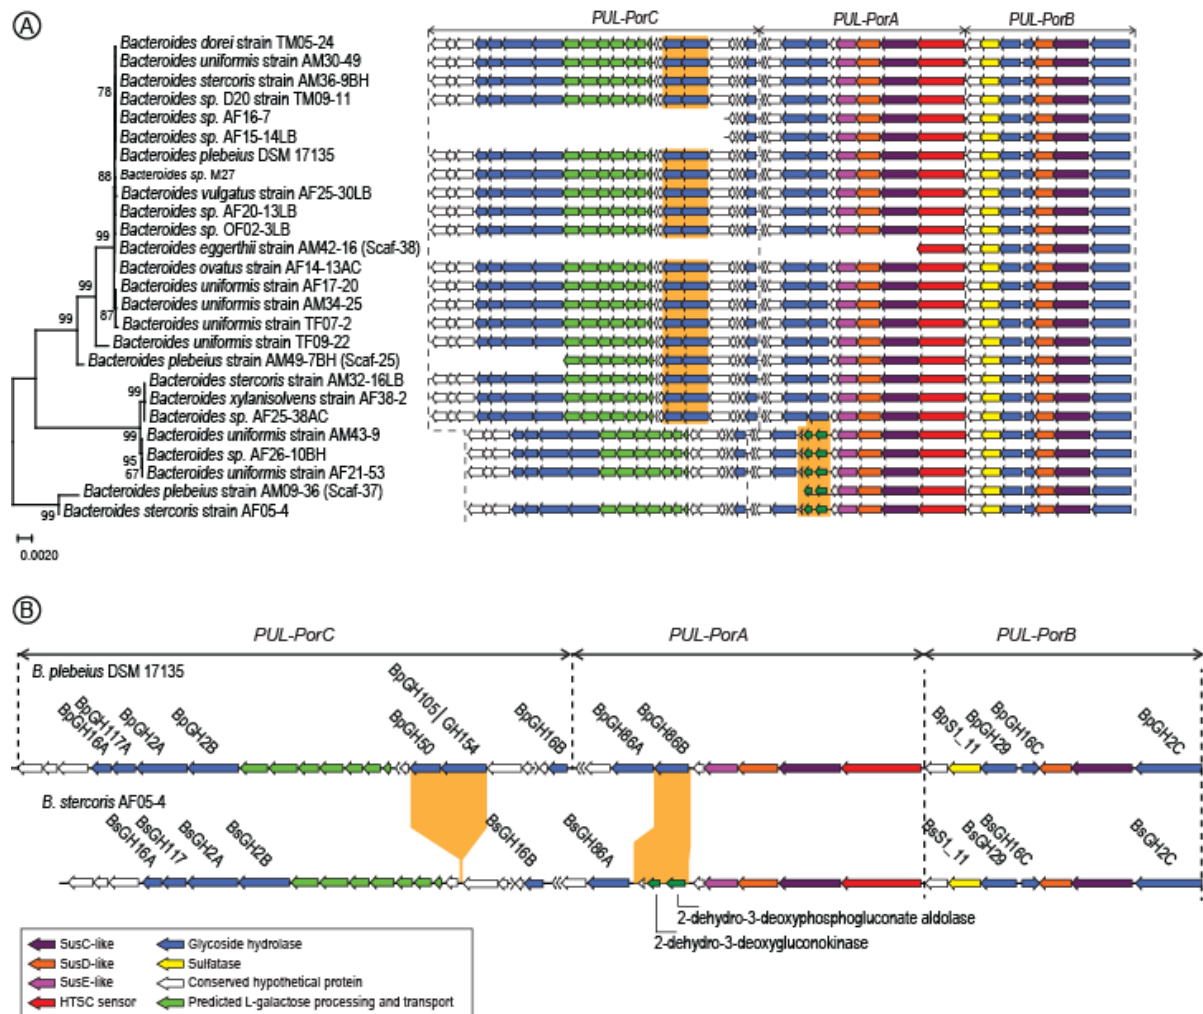 A
PUL-PorC PUL-PorA PUL-PorB
Bacteroides dorei strain TM05-24
Bacteroides uniformis strain AM30-49
Bacteroides stercoris strain AM36-9BH
78
Bacteroides sp. D20 strain TM09-11
Bacteroides sp. AF16-7
Bacteroides sp. AF15-14LB
Bacteroides plebeius DSM 17135
88
Bacteroides sp. M27
Bacteroides vulgatus strain AF25-30LB
Bacteroides sp. AF20-13LB
Bacteroides sp. OF02-3LB
99
Bacteroides eggerthii strain AM42-16 (Scaf-38)
Bacteroides ovatus strain AF14-13AC
99
Bacteroides uniformis strain AF17-20
Bacteroides uniformis strain AM34-25
99
87
Bacteroides uniformis strain TF07-2
Bacteroides uniformis strain TF09-22
Bacteroides plebeius strain AM49-7BH (Scaf-25)
Bacteroides stercoris strain AM32-16LB
99
Bacteroides xylanisolvens strain AF38-2
Bacteroides sp. AF25-38AC
99
Bacteroides uniformis strain AM43-9
Bacteroides sp. AF26-10BH
95
67
Bacteroides uniformis strain AF21-53
Bacteroides plebeius strain AM09-36 (Scaf-37)
99
Bacteroides stercoris strain AF05-4
0.0020
B
PUL-PorC PUL-PorA PUL-PorB
B. plebeius DSM 17135
BpGH16A
BpGH117A
BpGH2A
BpGH2B
BpGH50
BpGH105 | GH154
BpGH16B
BpGH86A
BpGH86B
BpS1_11
BpGH29
BpGH16C
BpGH2C
B. stercoris AF05-4
BsGH16A
BsGH117
BsGH2A
BsGH2B
BsGH16B
BsGH86A
BsS1_11
BsGH29
BsGH16C
BsGH2C
2-dehydro-3-deoxyphosphogluconate aldolase
2-dehydro-3-deoxygluconokinase
SusC-like Glycoside hydrolase
SusD-like Sulfatase
SusE-like Conserved hypothetical protein
HTSC sensor Predicted L-galactose processing and transport